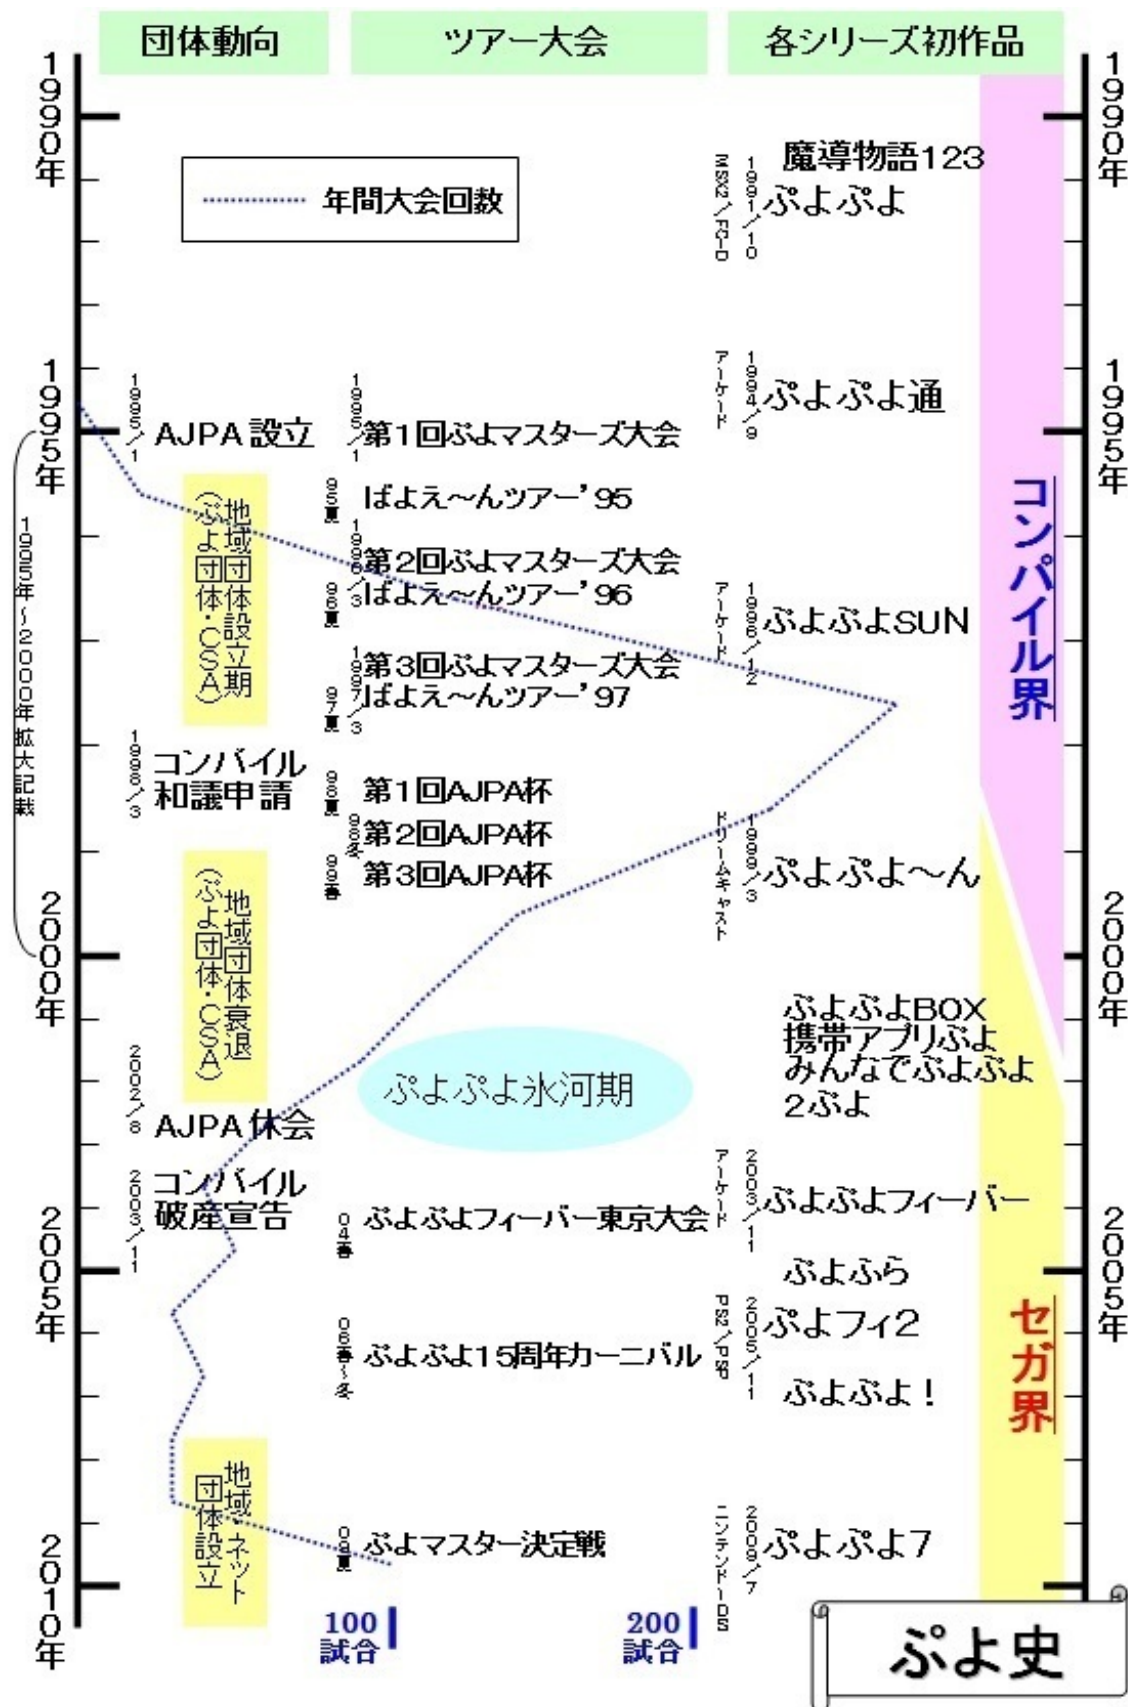 団体動向
ツアー大会
各シリーズ初作品
1990年
1995年
2000年
2005年
2010年
1995年～2000年拡大記載
年間大会回数
1995/1
AJPA設立
地域団体設立期
(ぷよ団体・CSA)
1998/3
コンパイル
和議申請
地域団体衰退
(ぷよ団体・CSA)
2002/8
AJPA休会
2003/11
コンパイル
破産宣告
地域・ネット
団体設立
1995/1
第1回ぷよマスターズ大会
95夏
ばよえ～んツアー’95
1996/3
第2回ぷよマスターズ大会
96夏
ばよえ～んツアー’96
1997/3
第3回ぷよマスターズ大会
97夏
ばよえ～んツアー’97
98夏
第1回AJPA杯
98冬
第2回AJPA杯
99春
第3回AJPA杯
ぷよぷよ氷河期
04春
ぷよぷよフィーバー東京大会
06春～冬
ぷよぷよ15周年カーニバル
09夏
ぷよマスター決定戦
100
試合
200
試合
魔導物語123
MSX2/FC-D
1991/10
ぷよぷよ
アーケード
1994/9
ぷよぷよ通
アーケード
1996/12
ぷよぷよSUN
ドリームキャスト
1999/3
ぷよぷよ～ん
ぷよぷよBOX
携帯アプリぷよ
みんなでぷよぷよ
2ぷよ
アーケード
2003/11
ぷよぷよフィーバー
ぷよふら
PS2/PSP
2005/11
ぷよフィ2
ぷよぷよ！
ニンテンドーDS
2009/7
ぷよぷよ7
コンパイル界
セガ界
1990年
1995年
2000年
2005年
ぷよ史